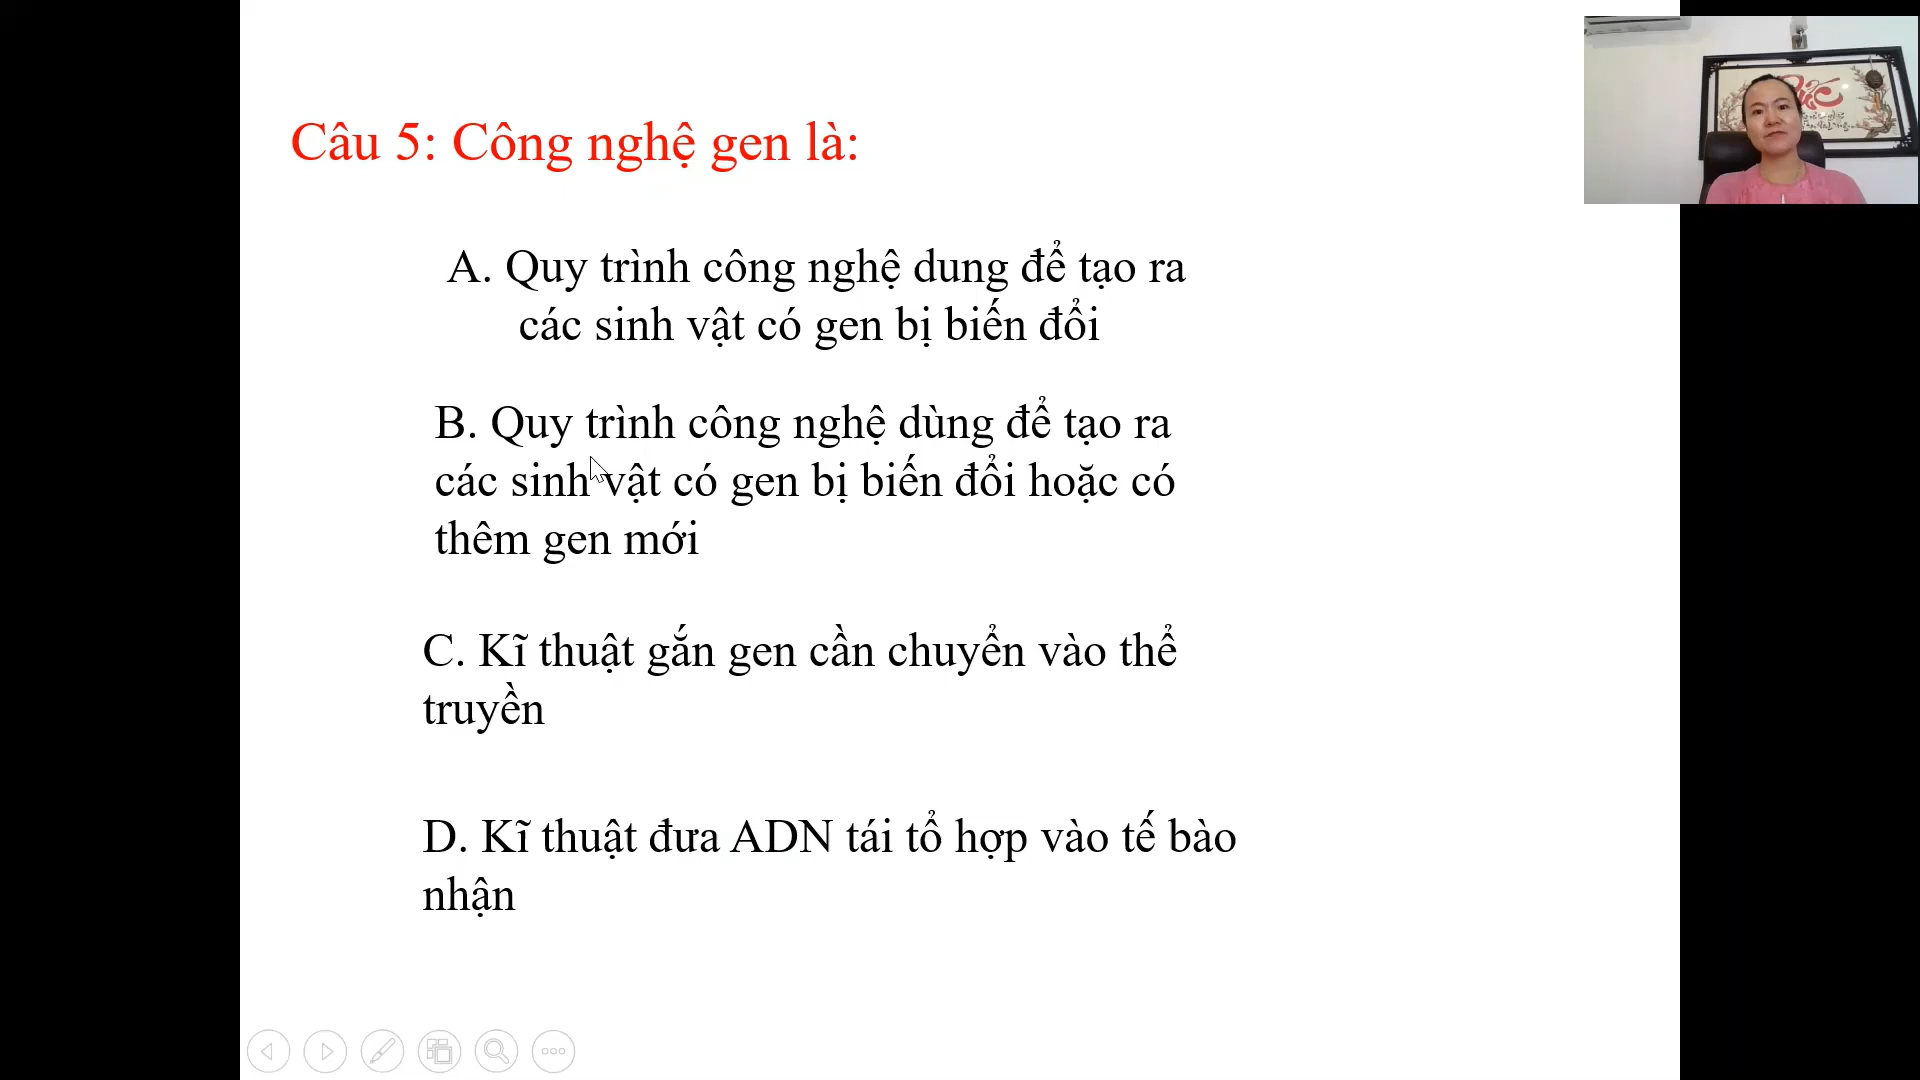 Câu 5: Công nghệ gen là:
A. Quy trình công nghệ dung để tạo ra
các sinh vật có gen bị biến đổi
B. Quy trình công nghệ dùng để tạo ra
các sinh vật có gen bị biến đổi hoặc có
thêm gen mới
C. Kĩ thuật gắn gen cần chuyển vào thể
truyền
D. Kĩ thuật đưa ADN tái tổ hợp vào tế bào
nhận